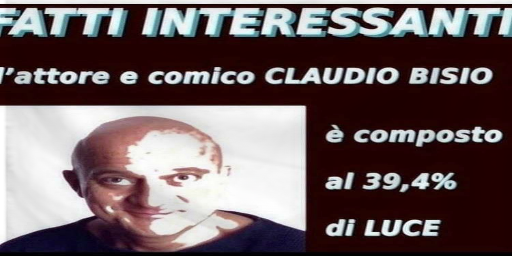 FATTI INTERESSANTI
l'attore e comico CLAUDIO BISIO
è composto
al 39,4%
di LUCE